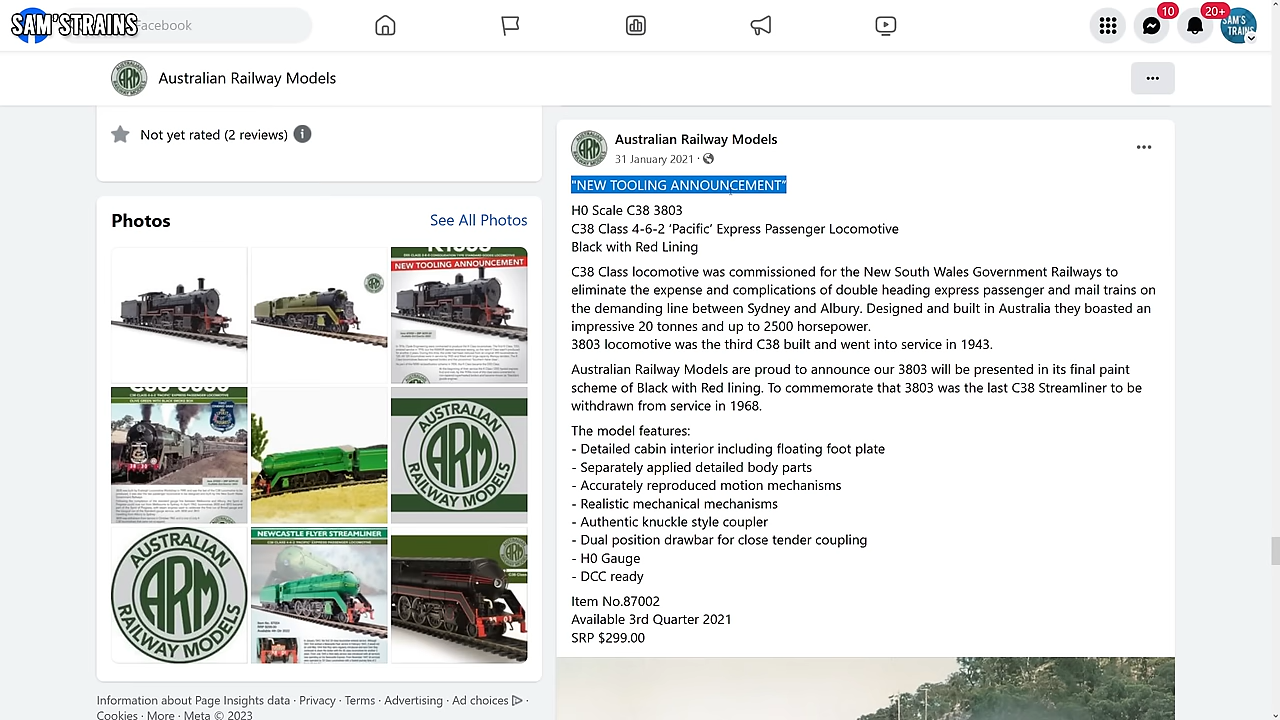 SAM'STRAINS
Facebook
10
20+
SAM'S
TRAINS
Australian Railway Models
Not yet rated (2 reviews)
Photos
See All Photos
NEW TOOLING ANNOUNCEMENT
AUSTRALIAN
ARM
RAILWAY MODELS
AUSTRALIAN
ARM
RAILWAY MODELS
NEWCASTLE FLYER STREAMLINER
Information about Page Insights data · Privacy · Terms · Advertising · Ad choices ·
Cookies · More · Meta © 2023
Australian Railway Models
31 January 2021 ·
"NEW TOOLING ANNOUNCEMENT"
H0 Scale C38 3803
C38 Class 4-6-2 ‘Pacific’ Express Passenger Locomotive
Black with Red Lining
C38 Class locomotive was commissioned for the New South Wales Government Railways to
eliminate the expense and complications of double heading express passenger and mail trains on
the demanding line between Sydney and Albury. Designed and built in Australia they boasted an
impressive 20 tonnes and up to 2500 horsepower.
3803 locomotive was the third C38 built and went into service in 1943.
Australian Railway Models are proud to announce our 3803 will be presented in its final paint
scheme of Black with Red lining. To commemorate that 3803 was the last C38 Streamliner to be
withdrawn from service in 1968.
The model features:
- Detailed cabin interior including floating foot plate
- Separately applied detailed body parts
- Accurate reproduced motion mechanisms
- Realistic mechanical mechanisms
- Authentic knuckle style coupler
- Dual position drawbar for close tender coupling
- H0 Gauge
- DCC ready
Item No.87002
Available 3rd Quarter 2021
SRP $299.00